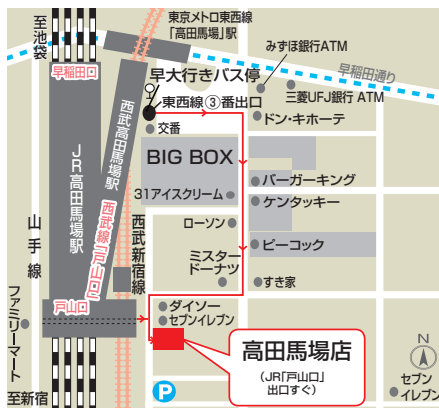 至池袋
東京メトロ東西線
「高田馬場」駅
みずほ銀行ATM
早稲田通り
早稲田口
早大行きバス停
東西線③番出口
三菱UFJ銀行 ATM
ドン・キホーテ
交番
西武高田馬場駅
JR高田馬場駅
BIG BOX
31アイスクリーム
バーガーキング
ケンタッキー
西武線「戸山口」
西武新宿線
山手線
ローソン
ピーコック
ミスター
ドーナツ
すき家
戸山口
ダイソー
セブンイレブン
ファミリーマート
高田馬場店
(JR「戸山口」
出口すぐ)
N
P
セブン
イレブン
至新宿